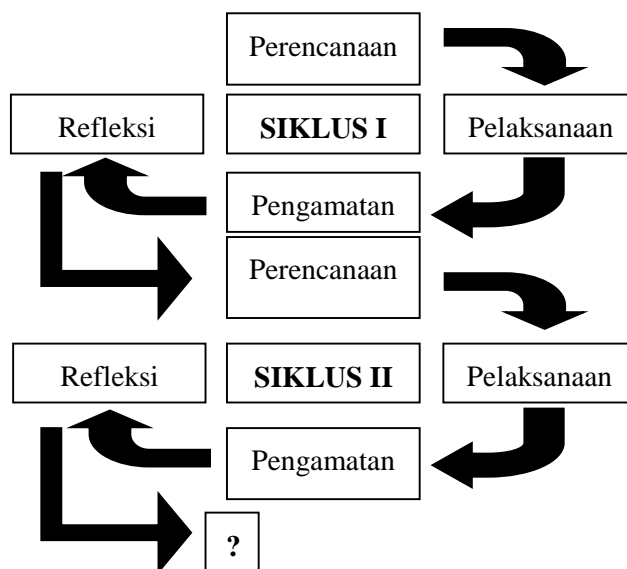 Perencanaan
Refleksi
SIKLUS I
Pelaksanaan
Pengamatan
Perencanaan
Refleksi
SIKLUS II
Pelaksanaan
Pengamatan
?